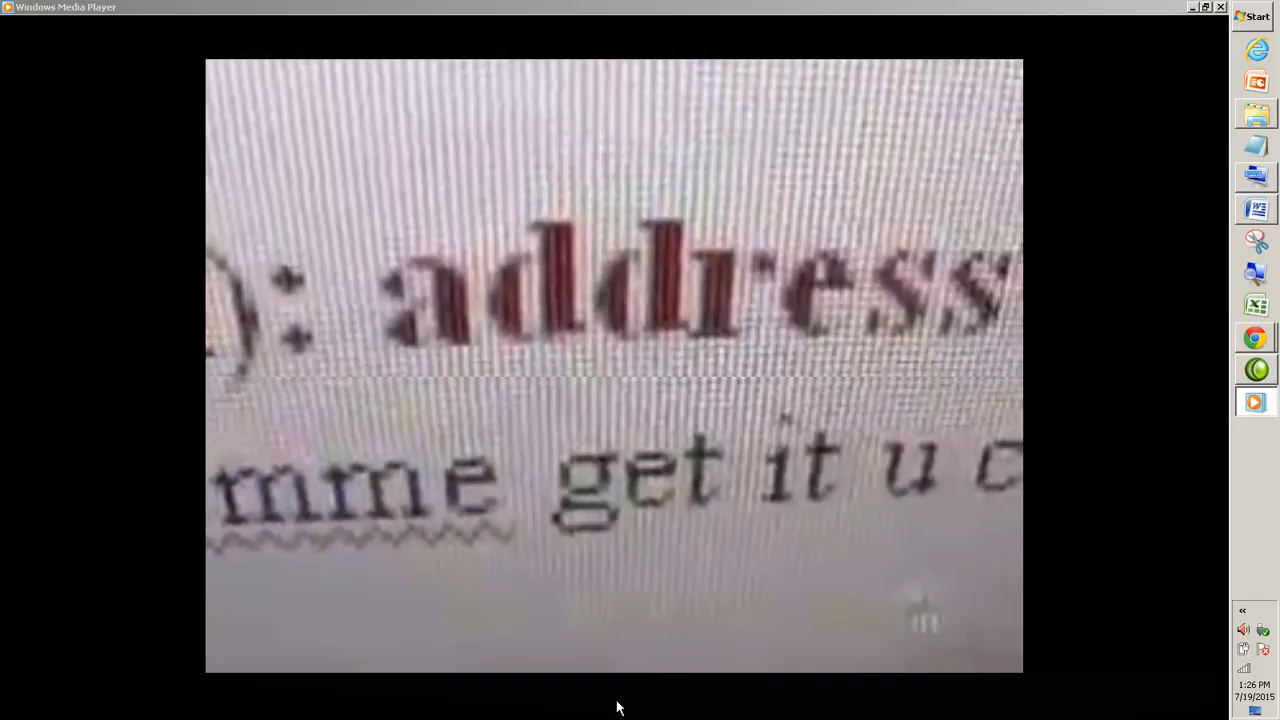 Windows Media Player
Start
): address
mme get it u c
1:26 PM
7/19/2015